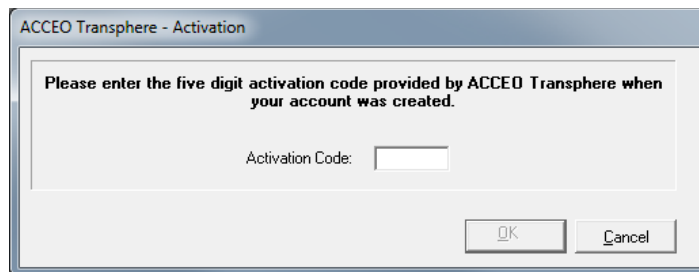 ACCEO Transphere - Activation
Please enter the five digit activation code provided by ACCEO Transphere when
your account was created.
Activation Code:
OK
Cancel